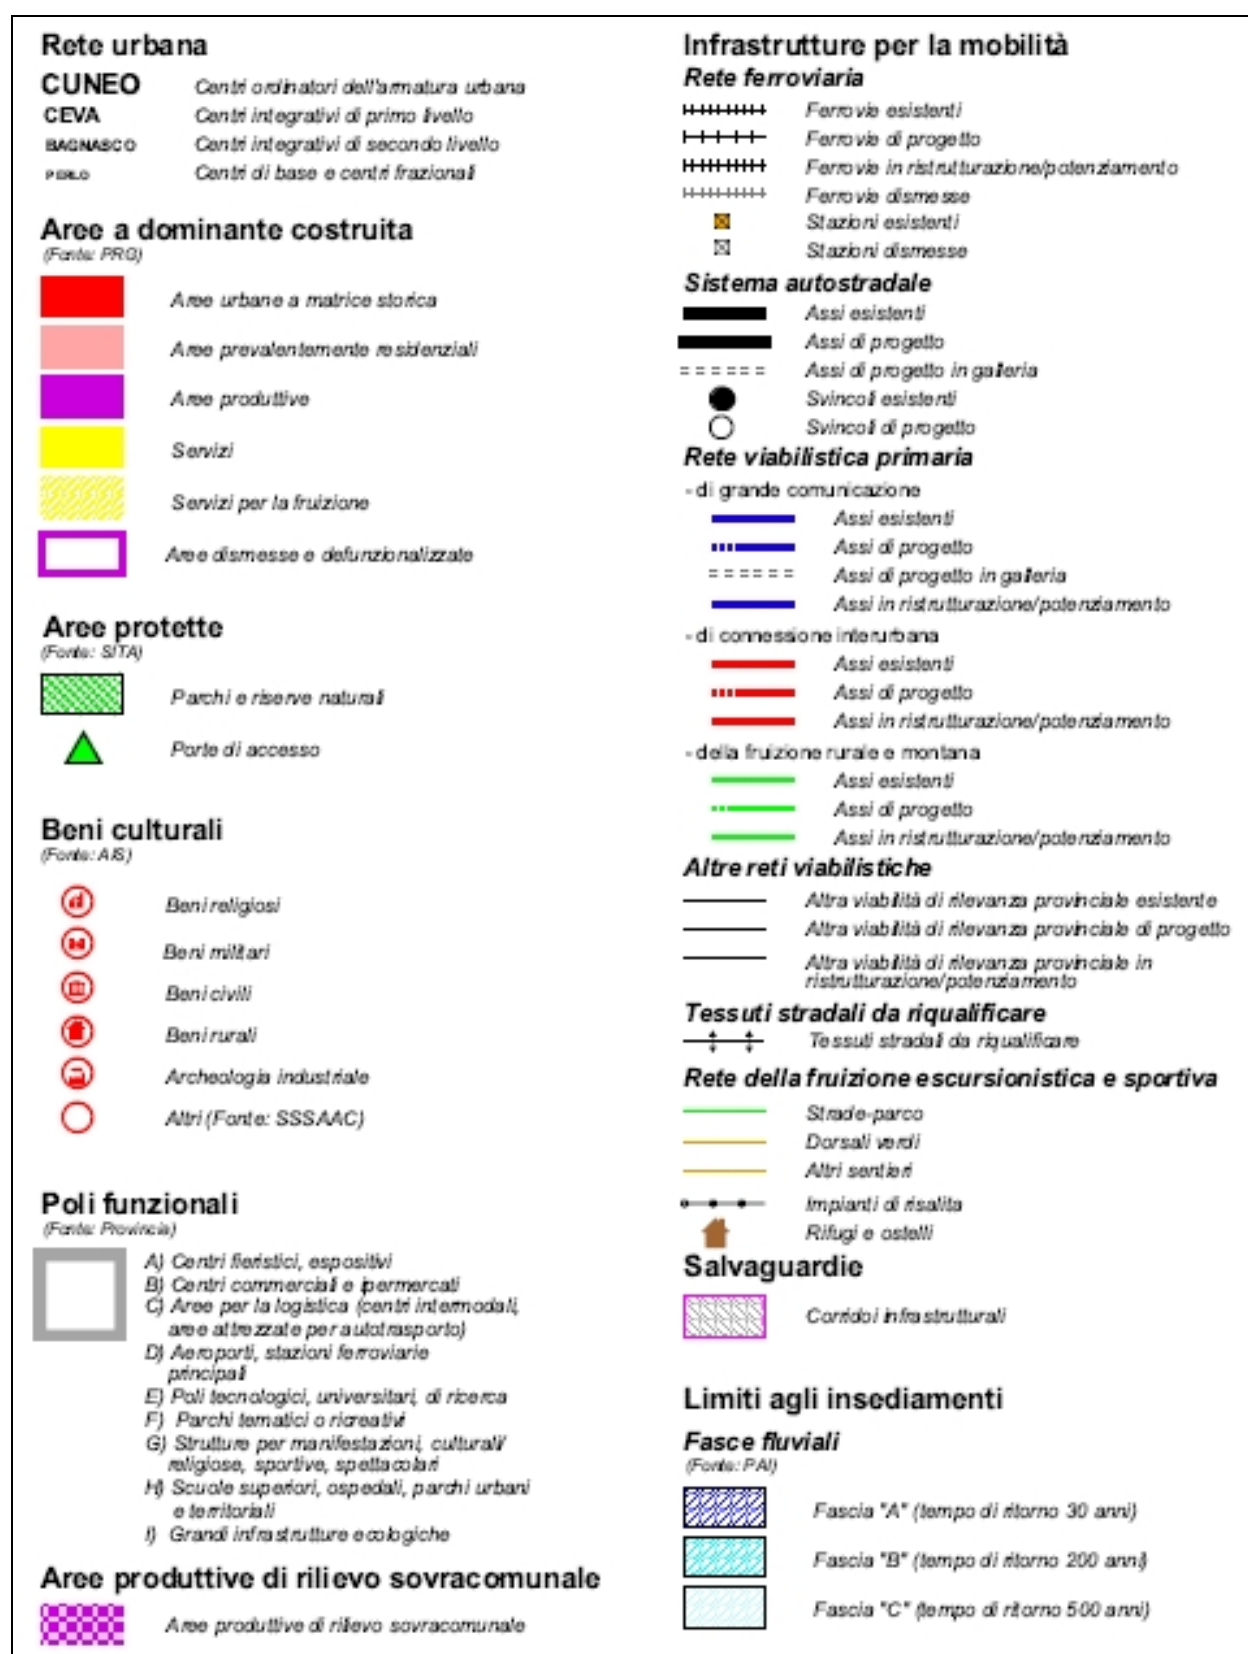 Rete urbana
CUNEO Centri ordinatori dell'armatura urbana
CEVA Centri integrativi di primo livello
BAGNASCO Centri integrativi di secondo livello
PERLO Centri di base e centri frazionali
Aree a dominante costruita
(Fonte: PRG)
Aree urbane a matrice storica
Aree prevalentemente residenziali
Aree produttive
Servizi
Servizi per la fruizione
Aree dismesse e defunzionalizzate
Aree protette
(Fonte: SITA)
Parchi e riserve naturali
Porte di accesso
Beni culturali
(Fonte: AIS)
Beni religiosi
Beni militari
Beni civili
Beni rurali
Archeologia industriale
Altri (Fonte: SSSAAC)
Poli funzionali
(Fonte: Provincia)
A) Centri fieristici, espositivi
B) Centri commerciali e ipermercati
C) Aree per la logistica (centri intermodali,
aree attrezzate per autotrasporto)
D) Aeroporti, stazioni ferroviarie
principali
E) Poli tecnologici, universitari, di ricerca
F) Parchi tematici o ricreativi
G) Strutture per manifestazioni, culturali/
religiose, sportive, spettacolari
H) Scuole superiori, ospedali, parchi urbani
e territoriali
I) Grandi infrastrutture ecologiche
Aree produttive di rilievo sovracomunale
Aree produttive di rilievo sovracomunale
Infrastrutture per la mobilità
Rete ferroviaria
Ferrovie esistenti
Ferrovie di progetto
Ferrovie in ristrutturazione/potenziamento
Ferrovie dismesse
Stazioni esistenti
Stazioni dismesse
Sistema autostradale
Assi esistenti
Assi di progetto
Assi di progetto in galleria
Svincoli esistenti
Svincoli di progetto
Rete viabilistica primaria
- di grande comunicazione
Assi esistenti
Assi di progetto
Assi di progetto in galleria
Assi in ristrutturazione/potenziamento
- di connessione interurbana
Assi esistenti
Assi di progetto
Assi in ristrutturazione/potenziamento
- della fruizione rurale e montana
Assi esistenti
Assi di progetto
Assi in ristrutturazione/potenziamento
Altre reti viabilistiche
Altra viabilità di rilevanza provinciale esistente
Altra viabilità di rilevanza provinciale di progetto
Altra viabilità di rilevanza provinciale in
ristrutturazione/potenziamento
Tessuti stradali da riqualificare
Tessuti stradali da riqualificare
Rete della fruizione escursionistica e sportiva
Strade-parco
Dorsali verdi
Altri sentieri
Impianti di risalita
Rifugi e ostelli
Salvaguardie
Corridoi infrastrutturali
Limiti agli insediamenti
Fasce fluviali
(Fonte: PAI)
Fascia "A" (tempo di ritorno 30 anni)
Fascia "B" (tempo di ritorno 200 anni)
Fascia "C" (tempo di ritorno 500 anni)